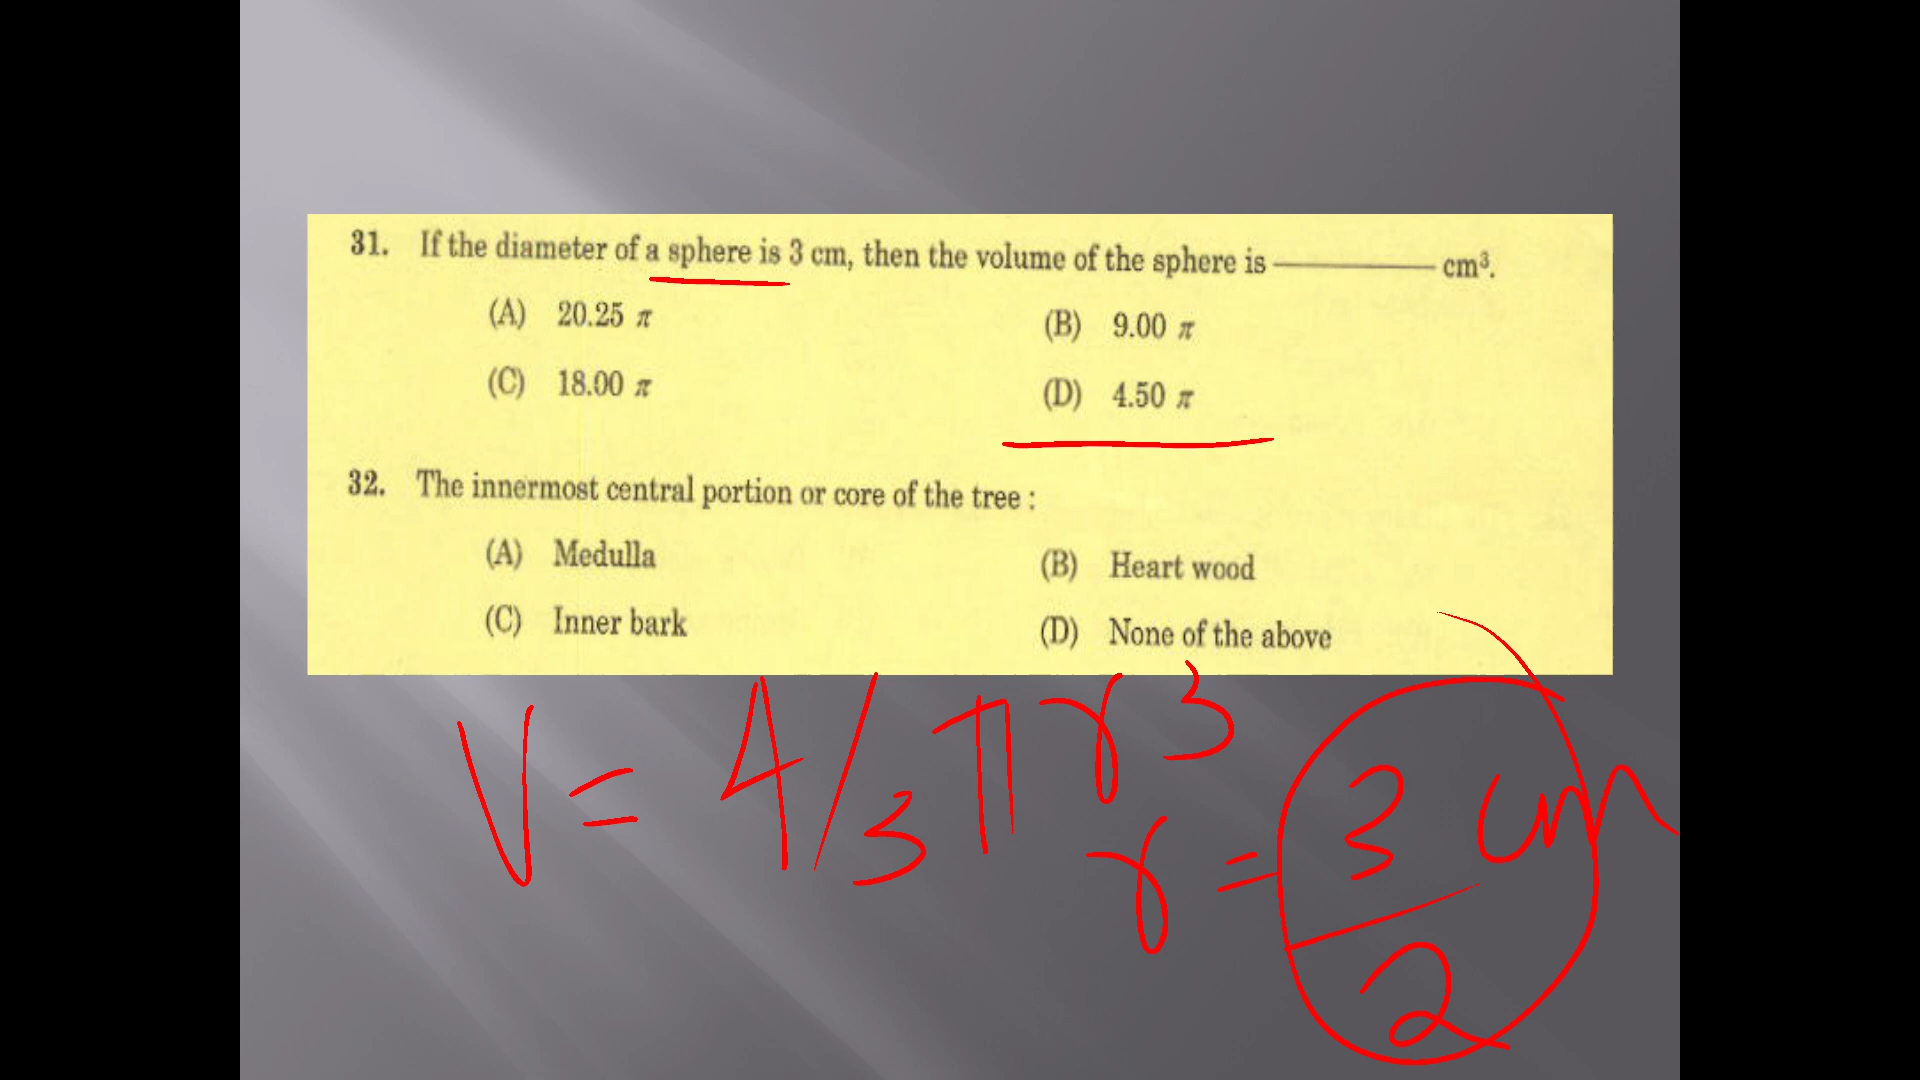 31. If the diameter of a sphere is 3 cm, then the volume of the sphere is ———— cm³.
(A) 20.25 π (B) 9.00 π
(C) 18.00 π (D) 4.50 π
32. The innermost central portion or core of the tree :
(A) Medulla (B) Heart wood
(C) Inner bark (D) None of the above
V = 4/3 π r³
r = 3/2 cm